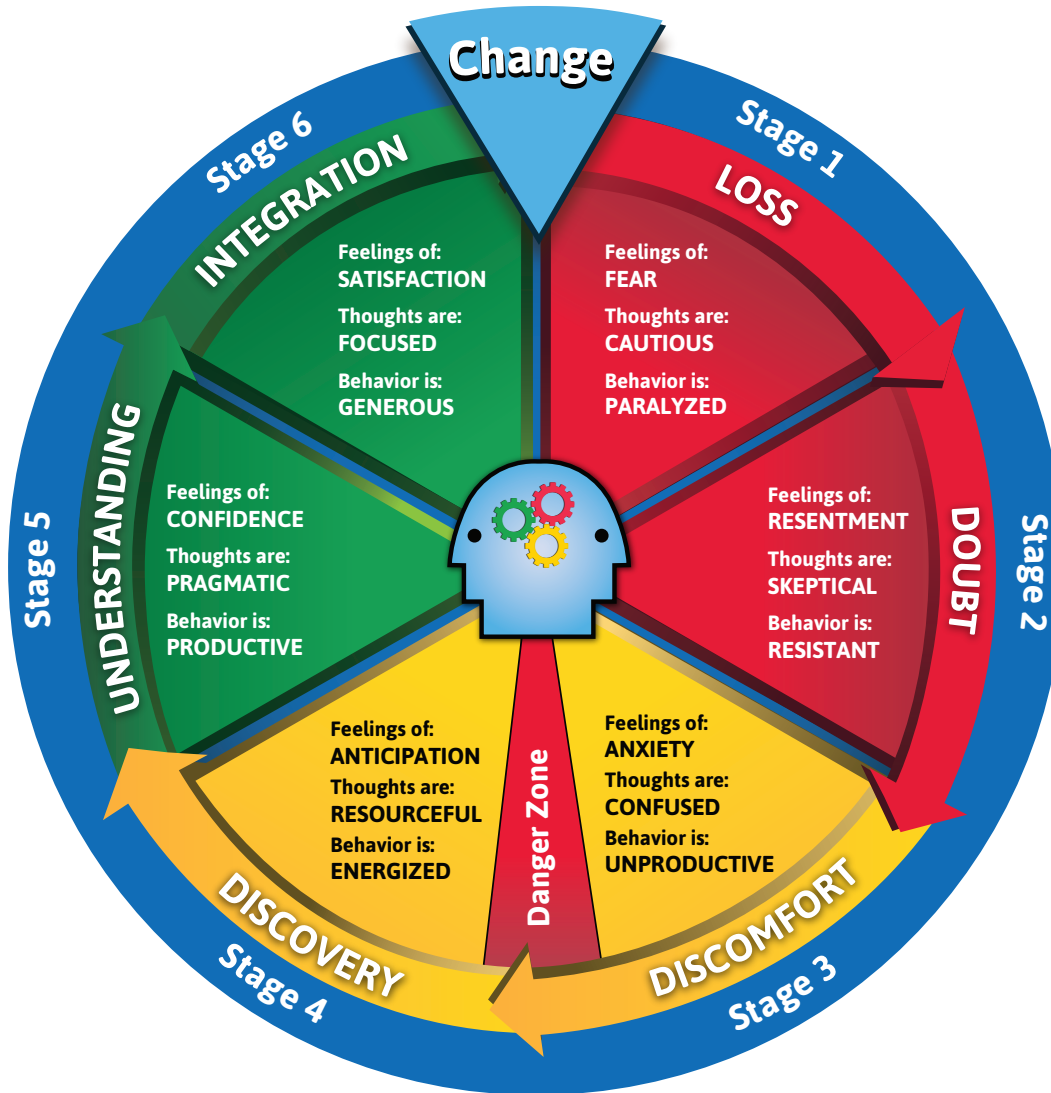 Change
Stage 1
LOSS
Feelings of:
FEAR
Thoughts are:
CAUTIOUS
Behavior is:
PARALYZED
Stage 2
DOUBT
Feelings of:
RESENTMENT
Thoughts are:
SKEPTICAL
Behavior is:
RESISTANT
Stage 3
DISCOMFORT
Feelings of:
ANXIETY
Thoughts are:
CONFUSED
Behavior is:
UNPRODUCTIVE
Danger Zone
Stage 4
DISCOVERY
Feelings of:
ANTICIPATION
Thoughts are:
RESOURCEFUL
Behavior is:
ENERGIZED
Stage 5
UNDERSTANDING
Feelings of:
CONFIDENCE
Thoughts are:
PRAGMATIC
Behavior is:
PRODUCTIVE
Stage 6
INTEGRATION
Feelings of:
SATISFACTION
Thoughts are:
FOCUSED
Behavior is:
GENEROUS